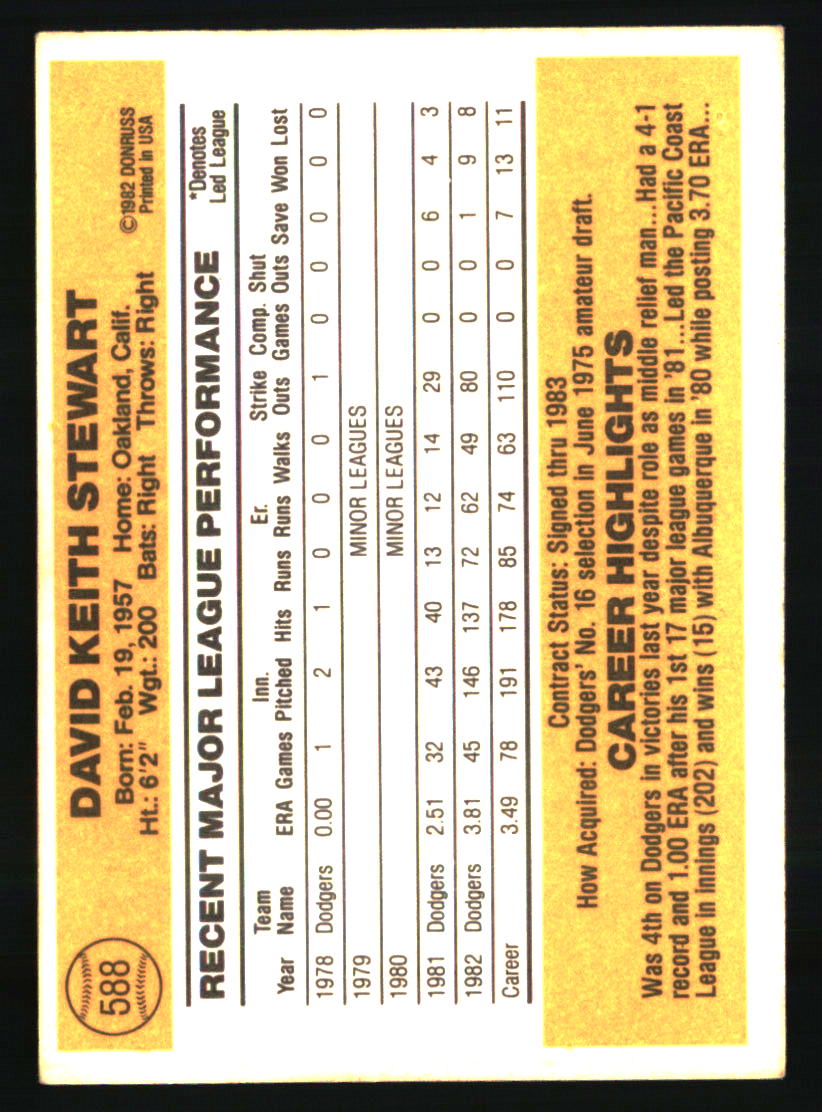 588
DAVID KEITH STEWART
Born: Feb. 19, 1957 Home: Oakland, Calif.
Ht.: 6'2" Wgt.: 200 Bats: Right Throws: Right
©1982 DONRUSS
Printed in USA
RECENT MAJOR LEAGUE PERFORMANCE
*Denotes
Led League
Team Inn. Er. Strike Comp. Shut
Year Name ERA Games Pitched Hits Runs Runs Walks Outs Games Outs Save Won Lost
1978 Dodgers 0.00 1 2 1 0 0 0 1 0 0 0 0 0
1979 MINOR LEAGUES
1980 MINOR LEAGUES
1981 Dodgers 2.51 32 43 40 13 12 14 29 0 0 6 4 3
1982 Dodgers 3.81 45 146 137 72 62 49 80 0 0 1 9 8
Career 3.49 78 191 178 85 74 63 110 0 0 7 13 11
Contract Status: Signed thru 1983
How Acquired: Dodgers' No. 16 selection in June 1975 amateur draft.
CAREER HIGHLIGHTS
Was 4th on Dodgers in victories last year despite role as middle relief man...Had a 4-1
record and 1.00 ERA after his 1st 17 major league games in '81...Led the Pacific Coast
League in innings (202) and wins (15) with Albuquerque in '80 while posting 3.70 ERA...